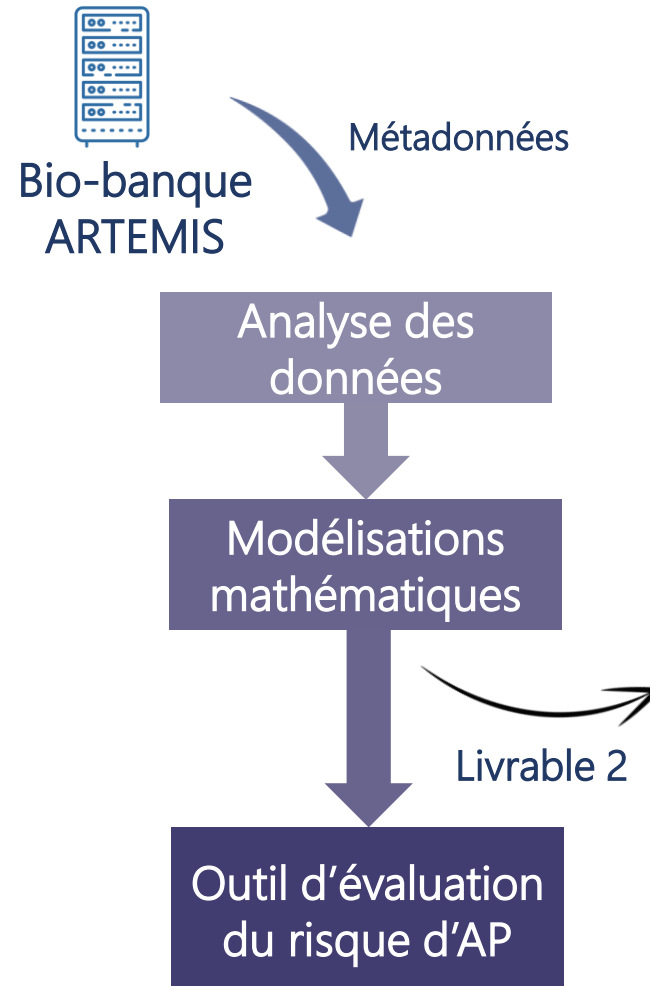 Métadonnées
Bio-banque
ARTEMIS
Analyse des
données
Modélisations
mathématiques
Livrable 2
Outil d’évaluation
du risque d’AP